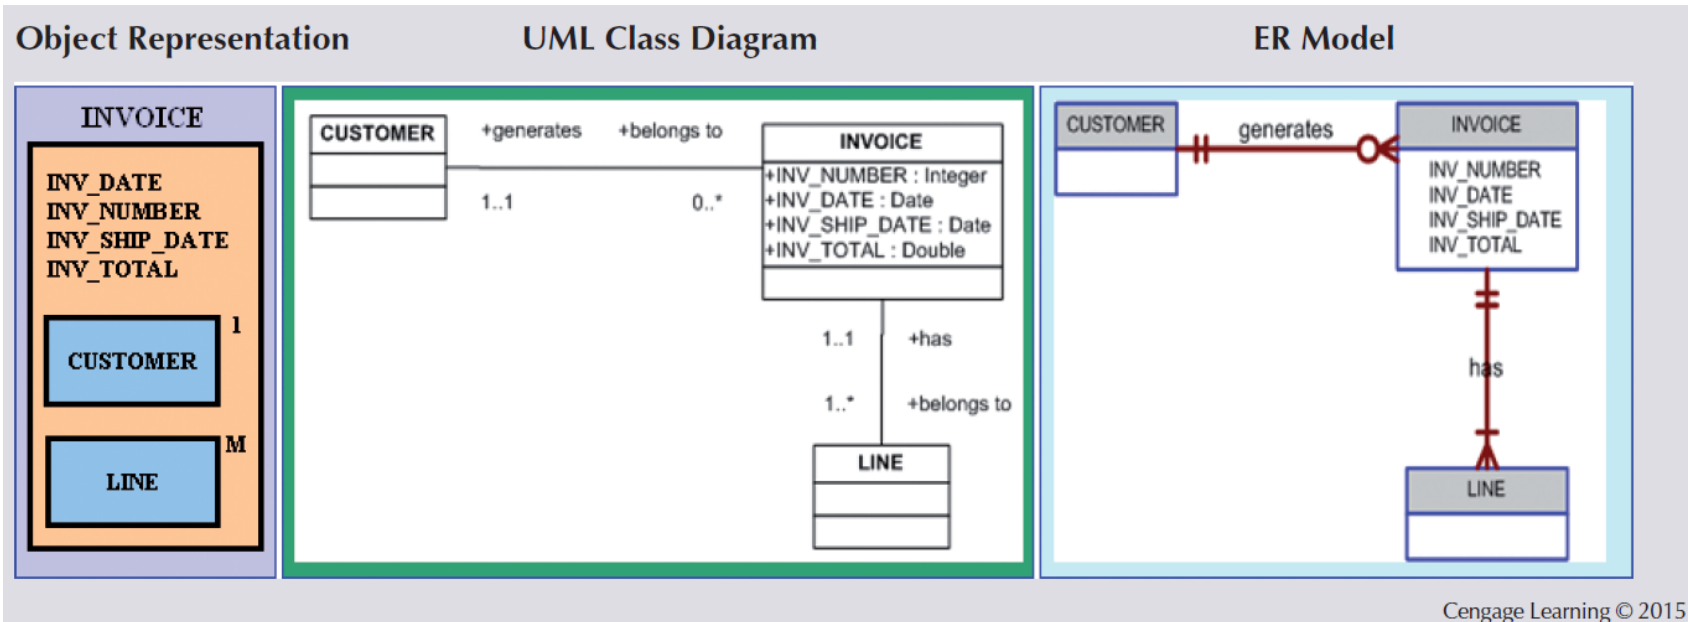 Object Representation
UML Class Diagram
ER Model
INVOICE
INV_DATE
INV_NUMBER
INV_SHIP_DATE
INV_TOTAL
CUSTOMER
1
LINE
M
CUSTOMER
+generates
+belongs to
1..1
0..*
INVOICE
+INV_NUMBER : Integer
+INV_DATE : Date
+INV_SHIP_DATE : Date
+INV_TOTAL : Double
1..1
+has
1..*
+belongs to
LINE
CUSTOMER
generates
INVOICE
INV_NUMBER
INV_DATE
INV_SHIP_DATE
INV_TOTAL
has
LINE
Cengage Learning © 2015